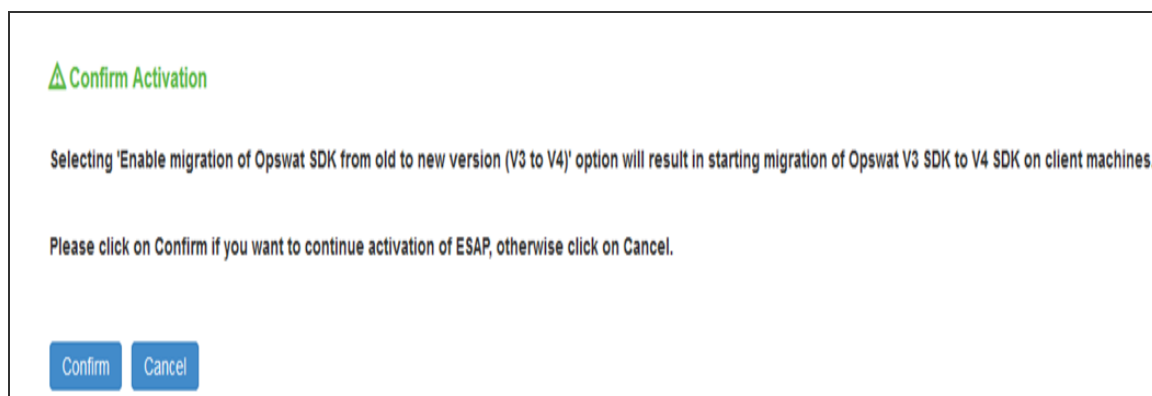 Confirm Activation
Selecting 'Enable migration of Opswat SDK from old to new version (V3 to V4)' option will result in starting migration of Opswat V3 SDK to V4 SDK on client machines.
Please click on Confirm if you want to continue activation of ESAP, otherwise click on Cancel.
Confirm Cancel